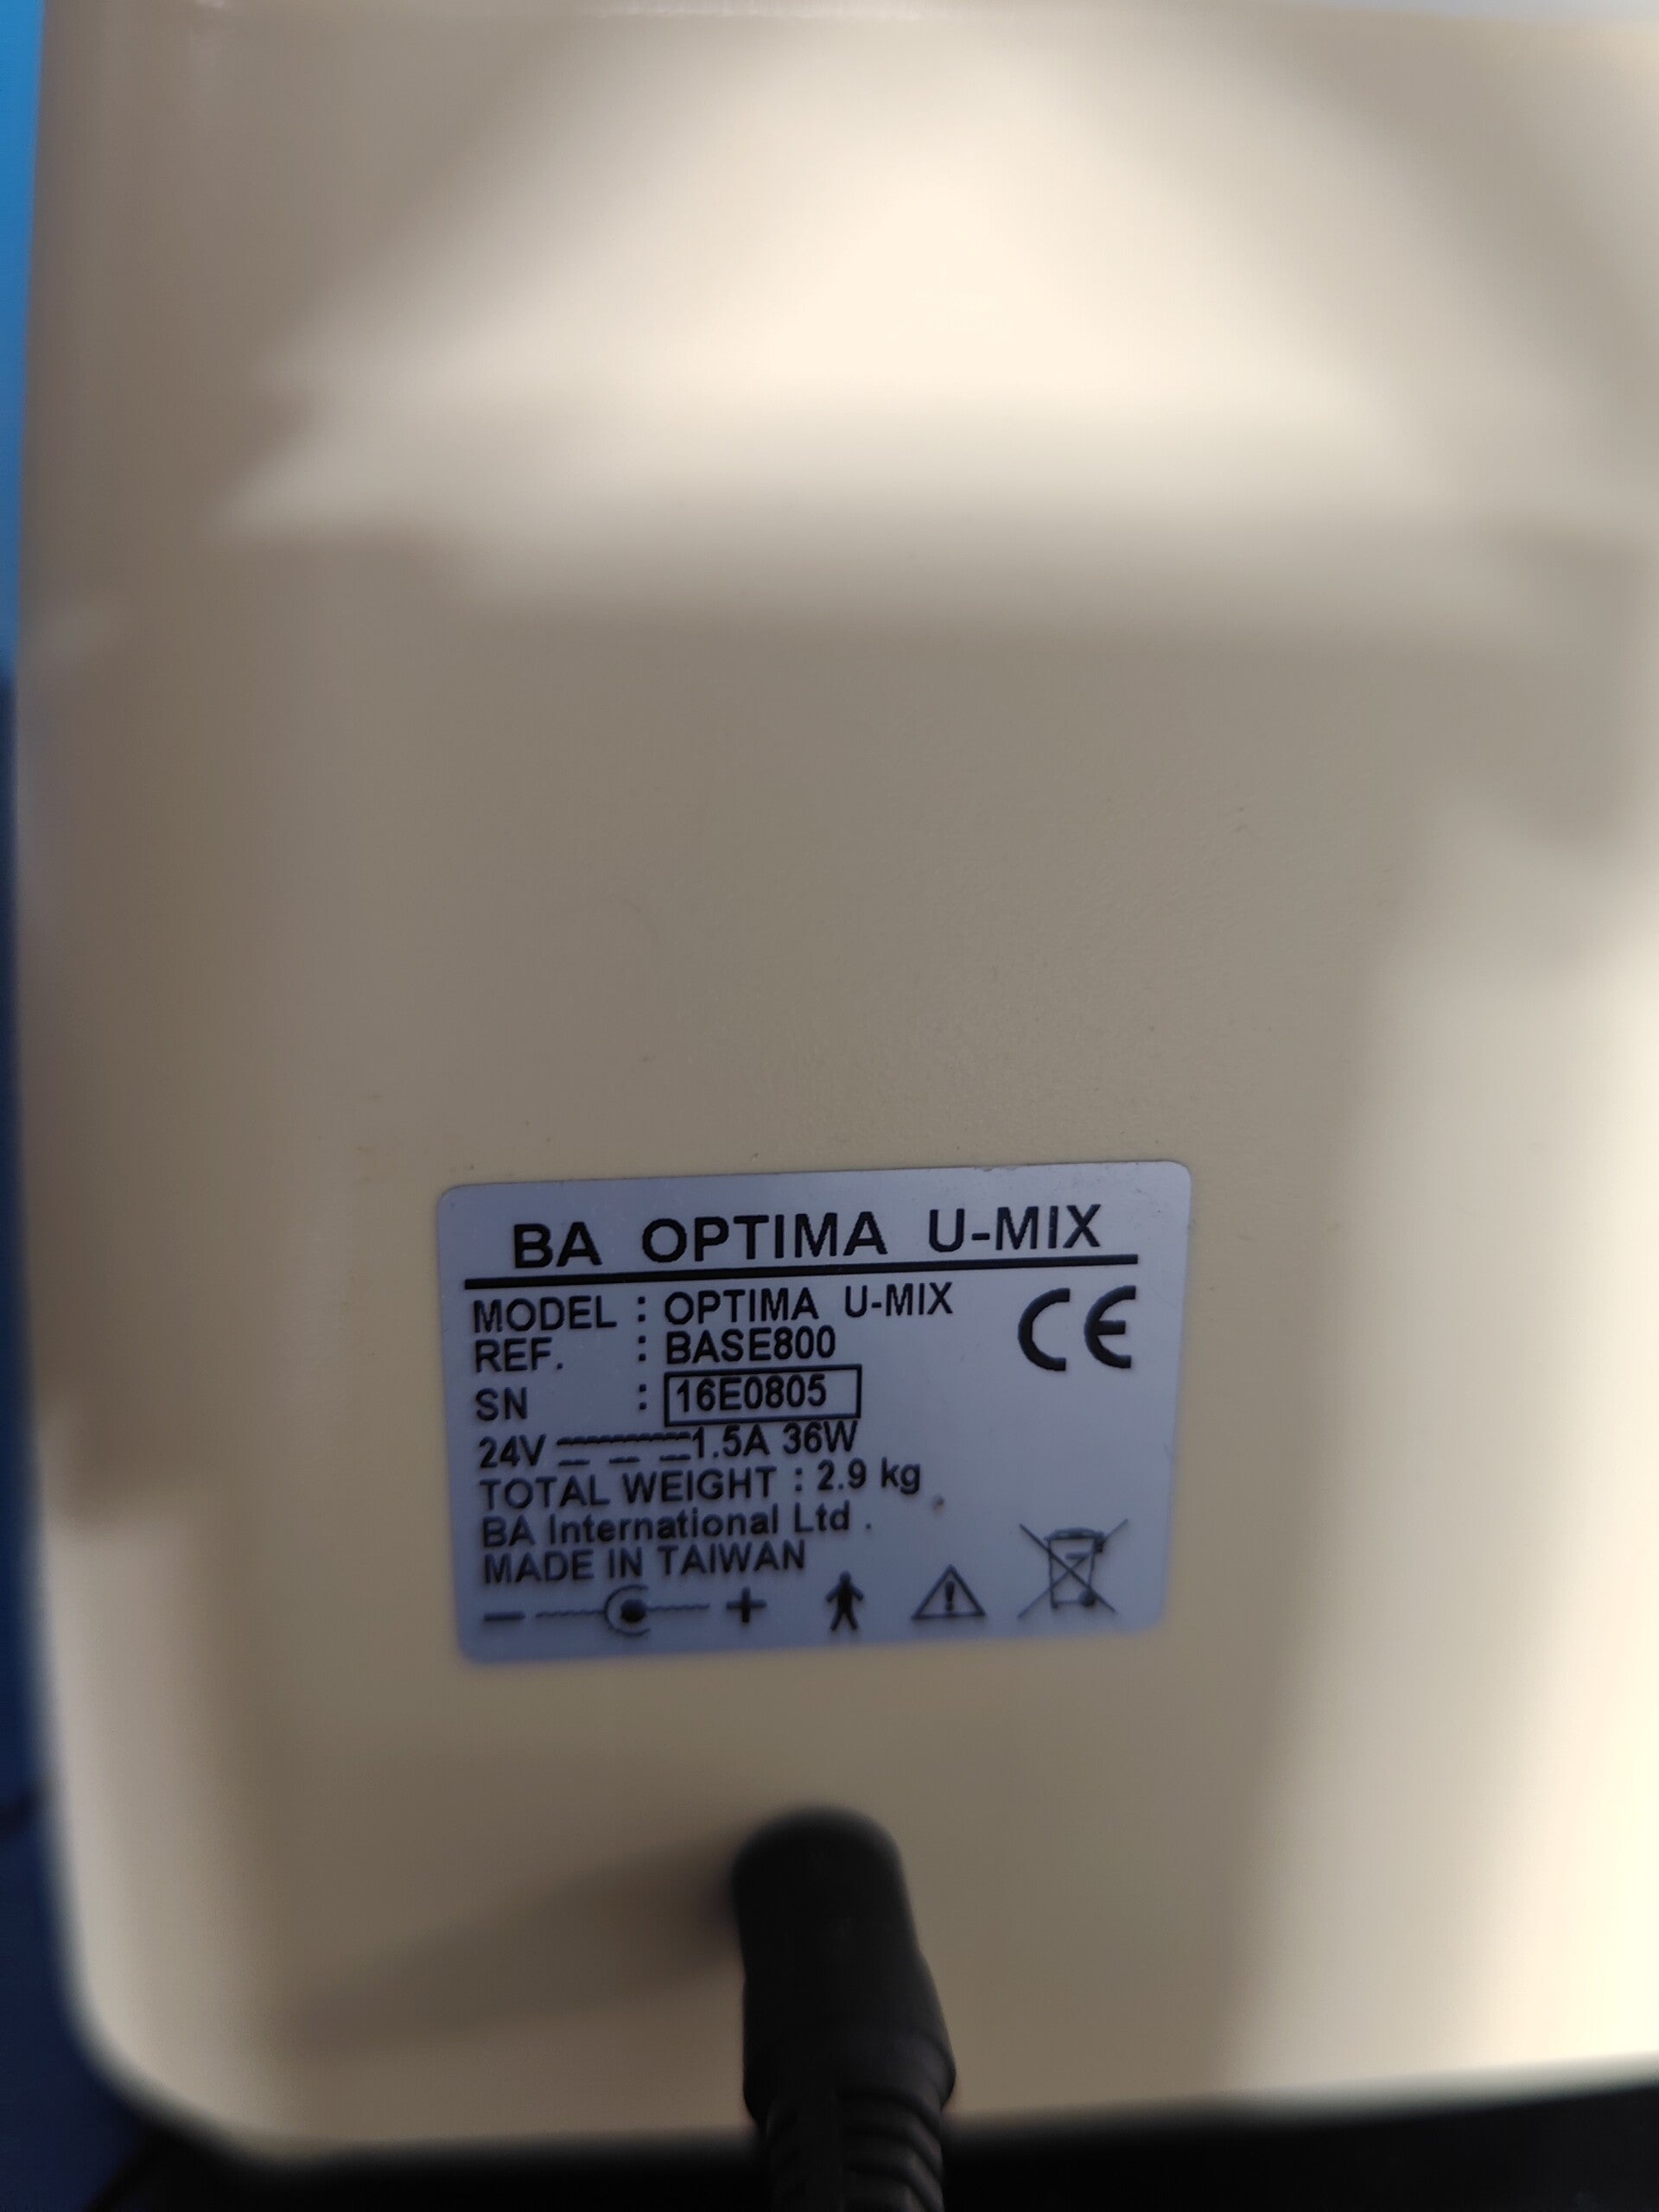 BA OPTIMA U-MIX
MODEL : OPTIMA U-MIX
CE
REF. : BASE800
SN : 16E0805
24V 1.5A 36W
TOTAL WEIGHT : 2.9 kg
BA International Ltd .
MADE IN TAIWAN
- +